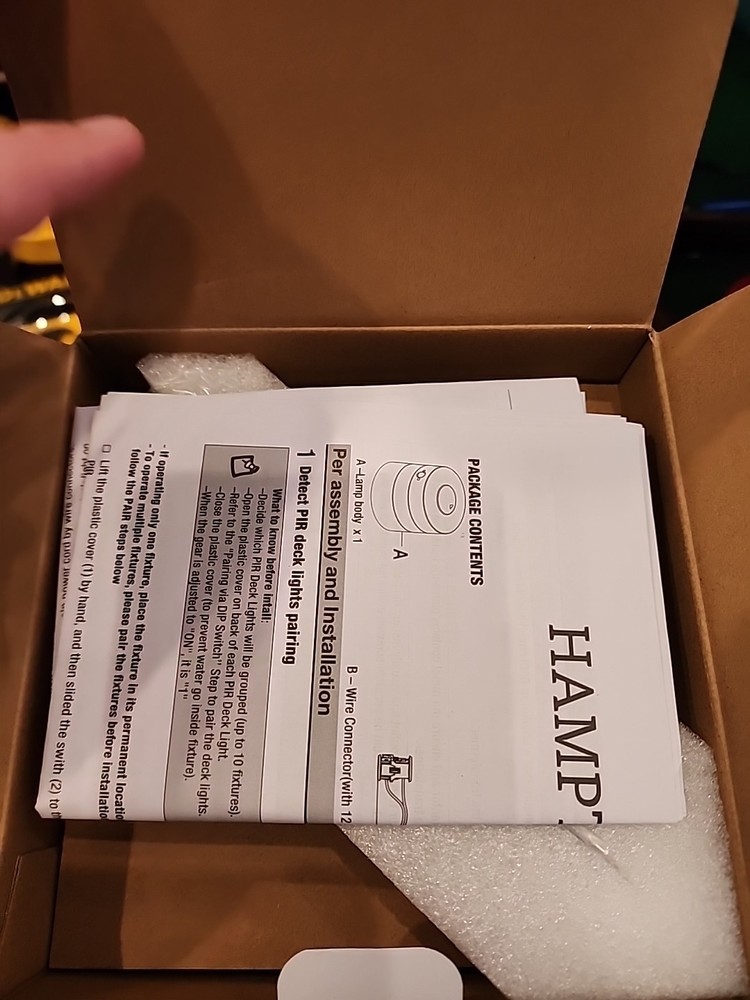 HAMP
PACKAGE CONTENTS
A
A–Lamp body x 1
B – Wire Connector(with 12
Per assembly and Installation
1 Detect PIR deck lights pairing
What to know before intall:
–Decide which PIR Deck Lights will be grouped (up to 10 fixtures).
–Open the plastic cover on back of each PIR Deck Light.
–Refer to the "Pairing via DIP Switch" Step to pair the deck lights.
–Close the plastic cover (to prevent water go inside fixture).
–When the gear is adjusted to "ON", it is "1"
- If operating only one fixture, place the fixture in its permanent locatio
- To operate multiple fixtures, please pair the fixtures before installatio
follow the PAIR steps below
Lift the plastic cover (1) by hand, and then slided the swith (2) to th